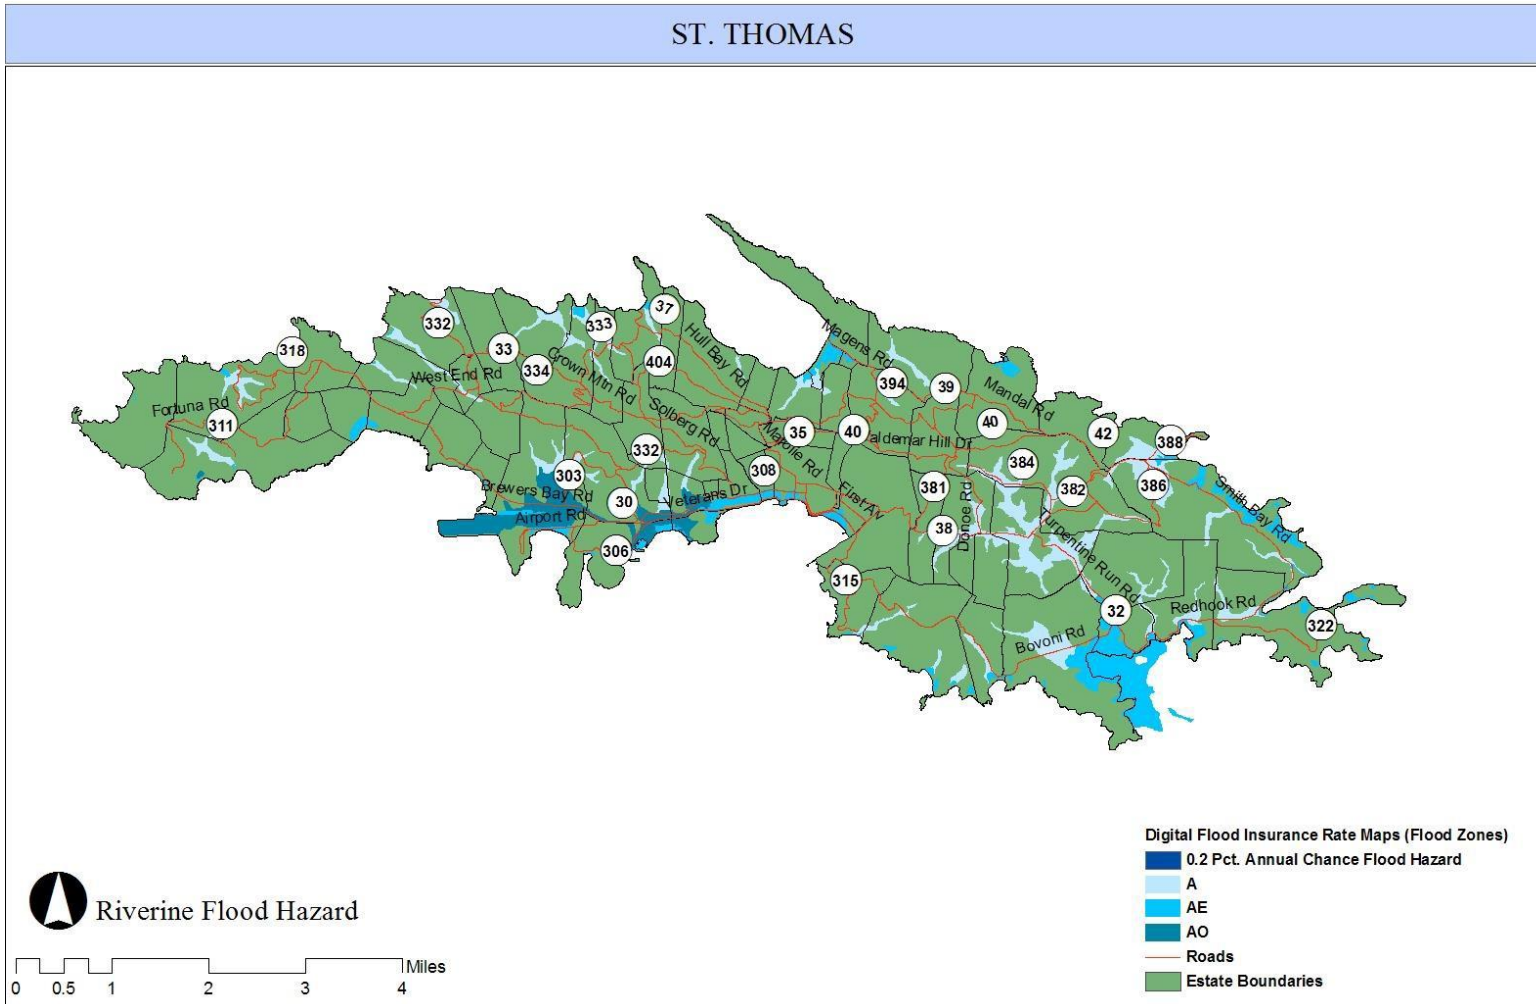 ST. THOMAS
37
332
333
318
33
Magens Rd
334
404
Hull Bay Rd
Crown Mtn Rd
West End Rd
394
39
Mandal Rd
Fortuna Rd
311
Solberg Rd
35
40
40
42
Majolie Rd
aldemar Hill Dr
388
332
384
303
308
381
382
386
Smith Bay Rd
Brewers Bay Rd
30
Veterans Dr
First Av
Airport Rd
38
Donoe Rd
Turpentine Run Rd
306
315
32
Redhook Rd
322
Bovoni Rd
Digital Flood Insurance Rate Maps (Flood Zones)
0.2 Pct. Annual Chance Flood Hazard
A
AE
AO
Roads
Estate Boundaries
Riverine Flood Hazard
Miles
0 0.5 1 2 3 4